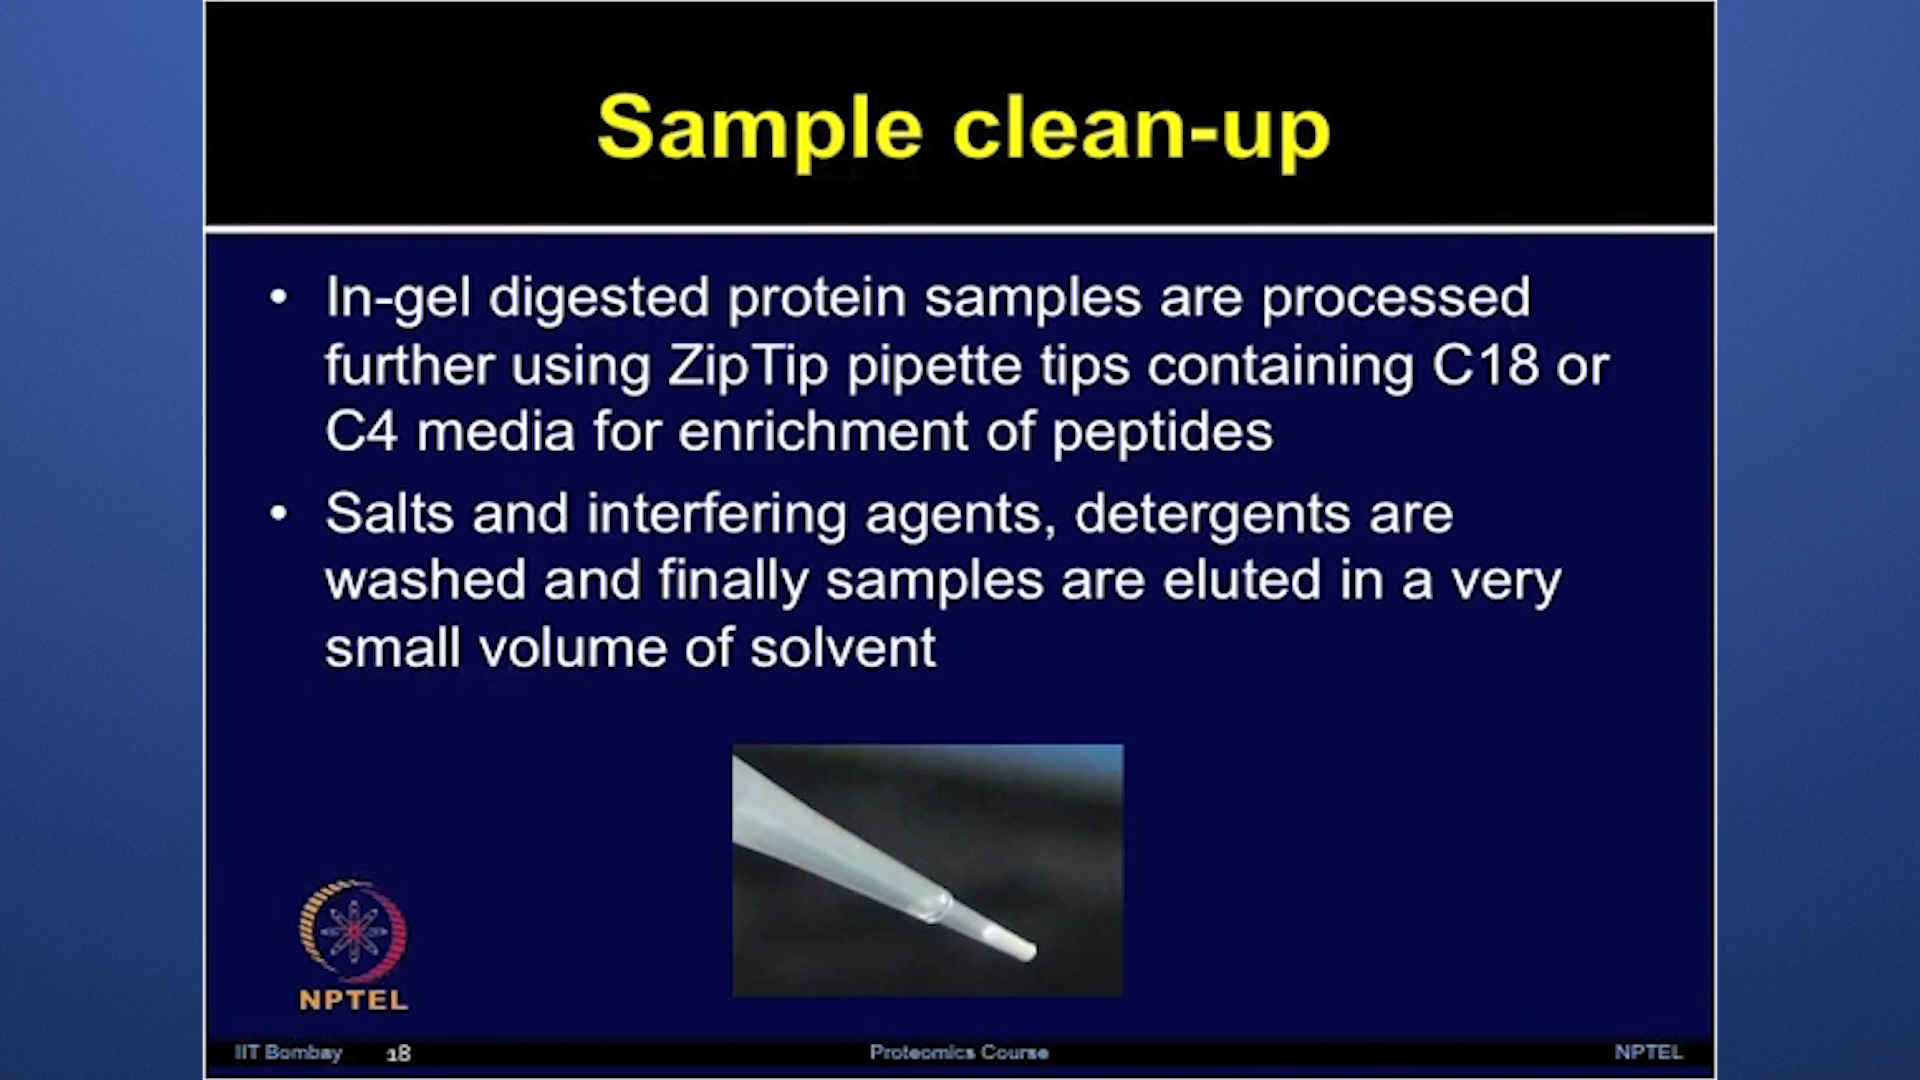 Sample clean-up
• In-gel digested protein samples are processed
further using ZipTip pipette tips containing C18 or
C4 media for enrichment of peptides
• Salts and interfering agents, detergents are
washed and finally samples are eluted in a very
small volume of solvent
NPTEL
IIT Bombay 18 Proteomics Course NPTEL